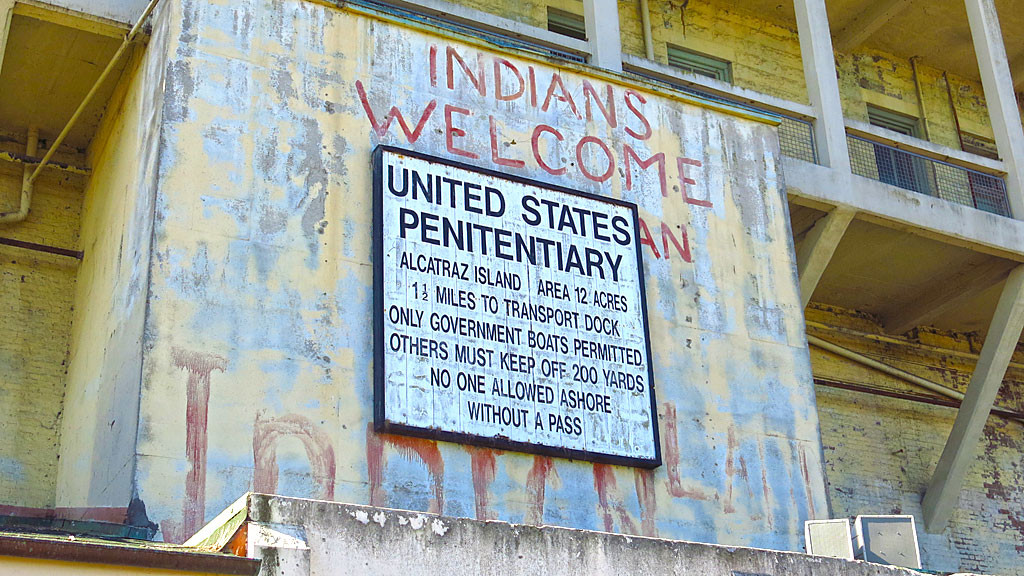 INDIANS
WELCOME
UNITED STATES
PENITENTIARY
ALCATRAZ ISLAND AREA 12 ACRES
1½ MILES TO TRANSPORT DOCK
ONLY GOVERNMENT BOATS PERMITTED
OTHERS MUST KEEP OFF 200 YARDS
NO ONE ALLOWED ASHORE
WITHOUT A PASS